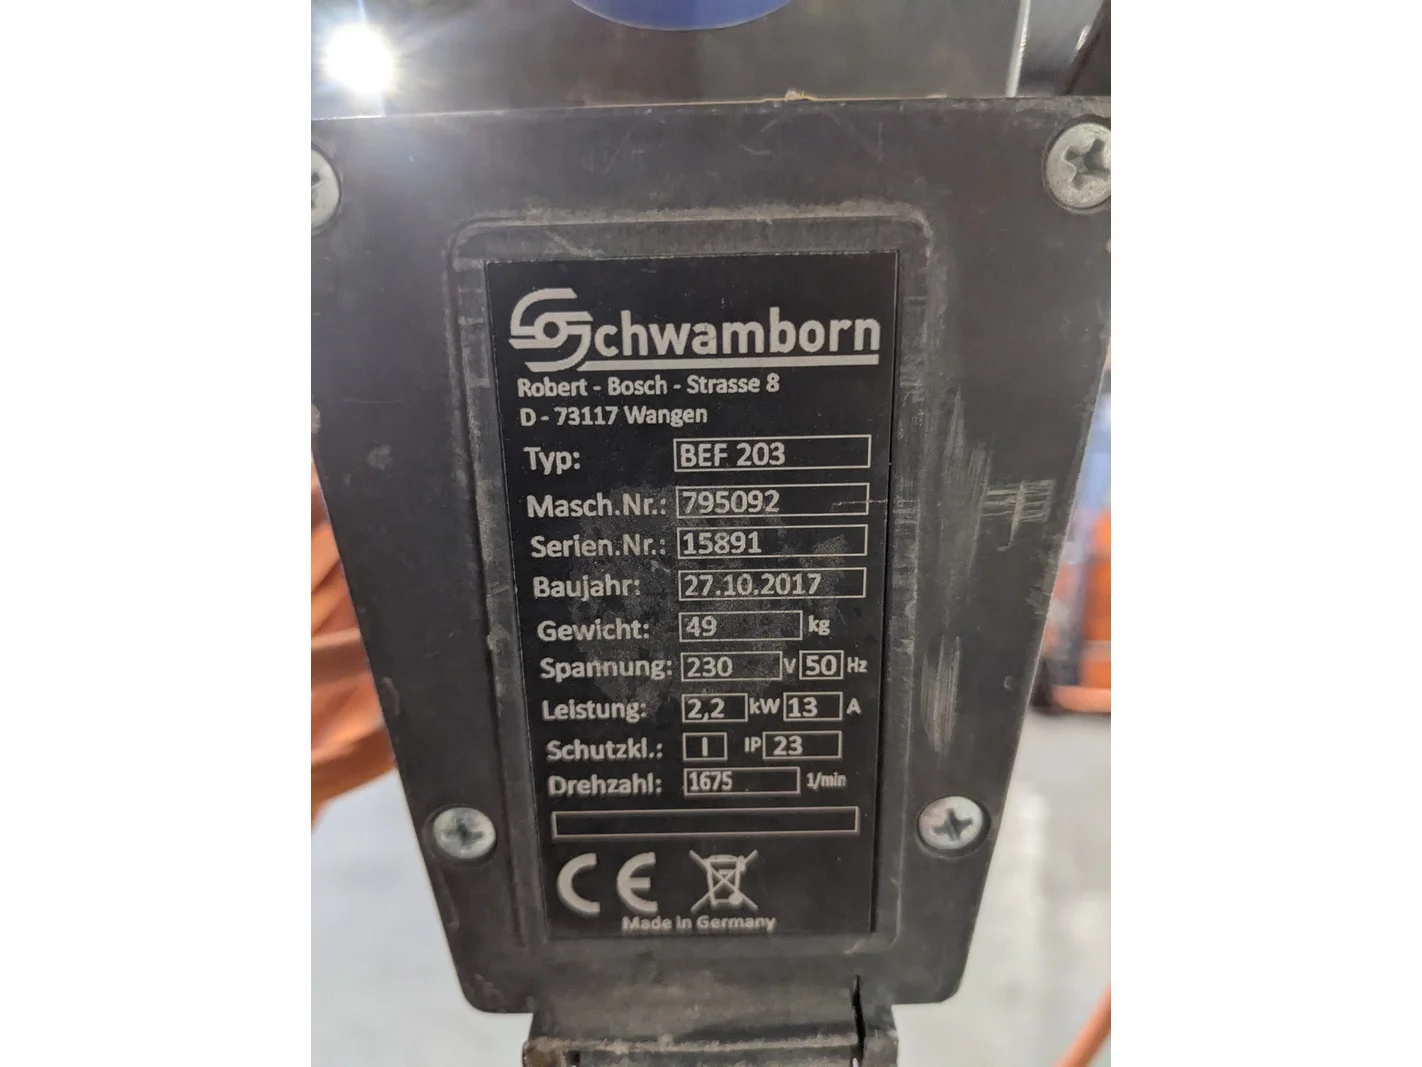 Schwamborn
Robert - Bosch - Strasse 8
D - 73117 Wangen
Typ: BEF 203
Masch.Nr.: 795092
Serien.Nr.: 15891
Baujahr: 27.10.2017
Gewicht: 49 kg
Spannung: 230 V 50 Hz
Leistung: 2,2 kW 13 A
Schutzkl.: I IP 23
Drehzahl: 1675 1/min
CE
Made in Germany